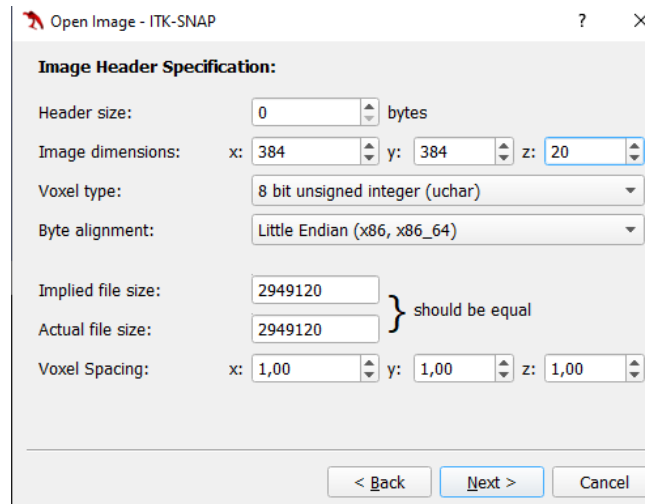 Open Image - ITK-SNAP ?
Image Header Specification:
Header size: 0 bytes
Image dimensions: x: 384 y: 384 z: 20
Voxel type: 8 bit unsigned integer (uchar)
Byte alignment: Little Endian (x86, x86_64)
Implied file size: 2949120
} should be equal
Actual file size: 2949120
Voxel Spacing: x: 1,00 y: 1,00 z: 1,00
< Back Next > Cancel